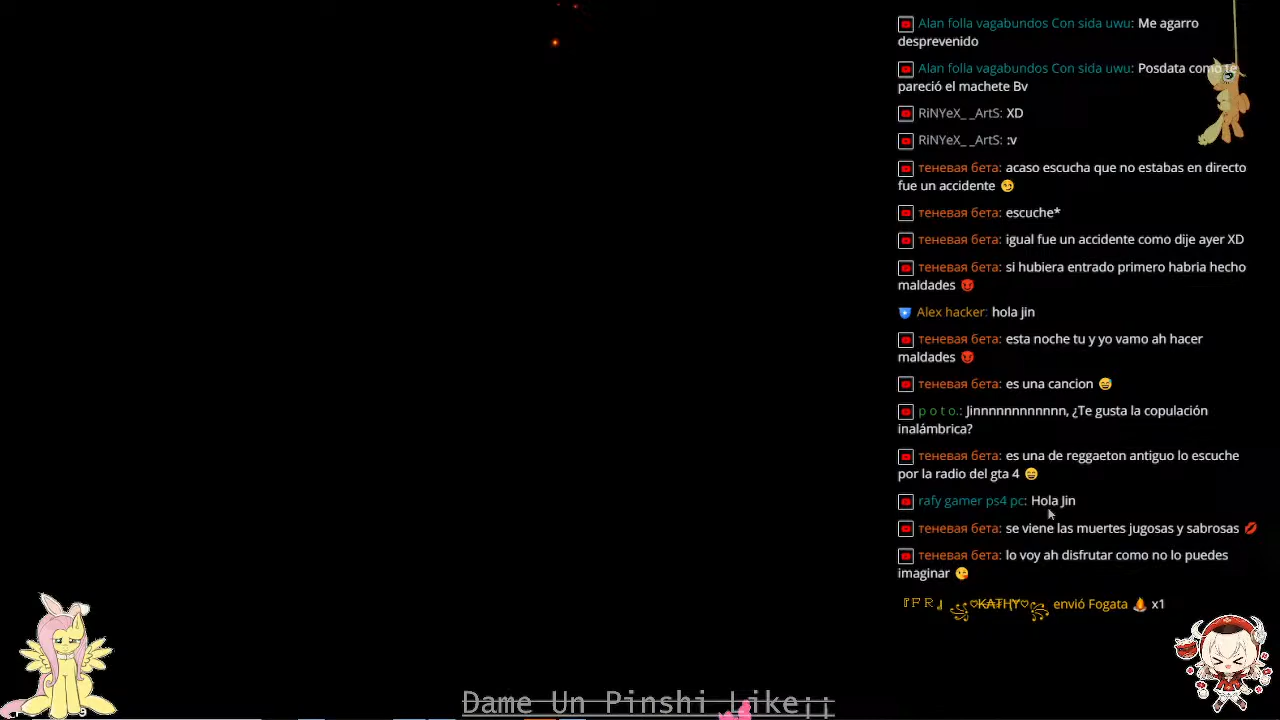 Alan folla vagabundos Con sida uwu: Me agarro
desprevenido
Alan folla vagabundos Con sida uwu: Posdata como te
pareció el machete Bv
RiNYeX_ _ArtS: XD
RiNYeX_ _ArtS: :v
теневая бета: acaso escucha que no estabas en directo
fue un accidente 😏
теневая бета: escuche*
теневая бета: igual fue un accidente como dije ayer XD
теневая бета: si hubiera entrado primero habria hecho
maldades 😈
Alex hacker: hola jin
теневая бета: esta noche tu y yo vamo ah hacer
maldades 😈
теневая бета: es una cancion 😅
p o t o.: Jinnnnnnnnnnn, ¿Te gusta la copulación
inalámbrica?
теневая бета: es una de reggaeton antiguo lo escuche
por la radio del gta 4 😄
rafy gamer ps4 pc: Hola Jin
теневая бета: se viene las muertes jugosas y sabrosas 💋
теневая бета: lo voy ah disfrutar como no lo puedes
imaginar 😘
『F R』 ꧁♡KATHY♡꧂ envió Fogata 🔥 x1
Dame Un Pinshi Like¡¡